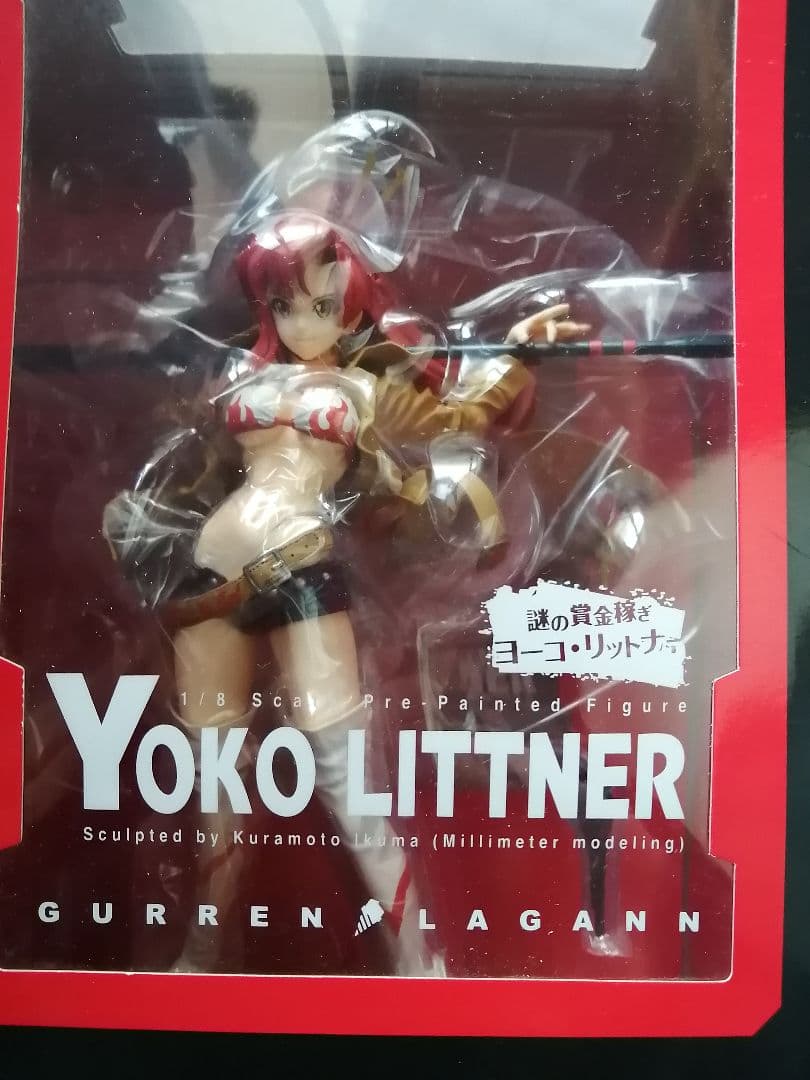 謎の賞金稼ぎ
ヨーコ・リットナー
1/8 Scale Pre-Painted Figure
YOKO LITTNER
Sculpted by Kuramoto Ikuma (Millimeter modeling)
GURREN LAGANN